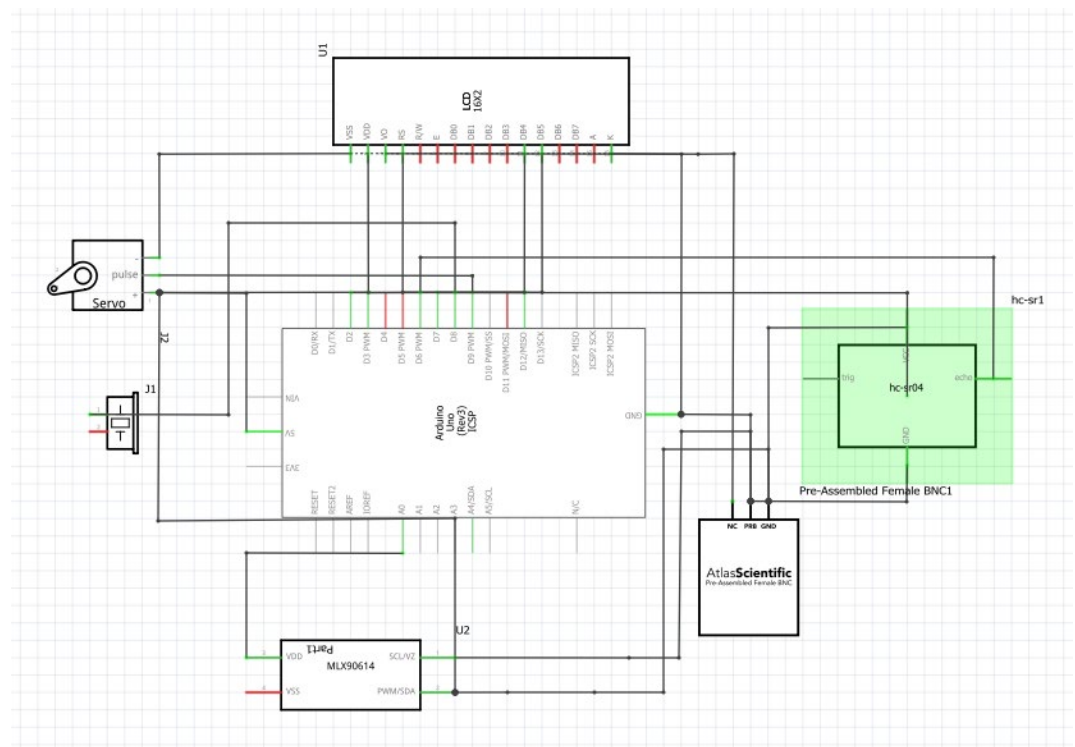 U1
LCD
16X2
VSS
VDD
VO
RS
R/W
E
DB0
DB1
DB2
DB3
DB4
DB5
DB6
DB7
A
K
pulse
-
+
Servo
J2
J1
hc-sr1
VCC
trig
echo
hc-sr04
GND
D0/RX
D1/TX
D2
D3 PWM
D4
D5 PWM
D6 PWM
D7
D8
D9 PWM
D10 PWM/SS
D11 PWM/MOSI
D12/MISO
D13/SCK
ICSP2 MISO
ICSP2 SCK
ICSP2 MOSI
VIN
5V
3V3
Arduino
Uno
(Rev3)
ICSP
GND
RESET
RESET2
AREF
IOREF
A0
A1
A2
A3
A4/SDA
A5/SCL
N/C
Pre-Assembled Female BNC1
NC
PRB
GND
AtlasScientific
Pre-Assembled Female BNC
U2
Part1
MLX90614
VDD
VSS
SCL/VZ
PWM/SDA
1
2
3
4